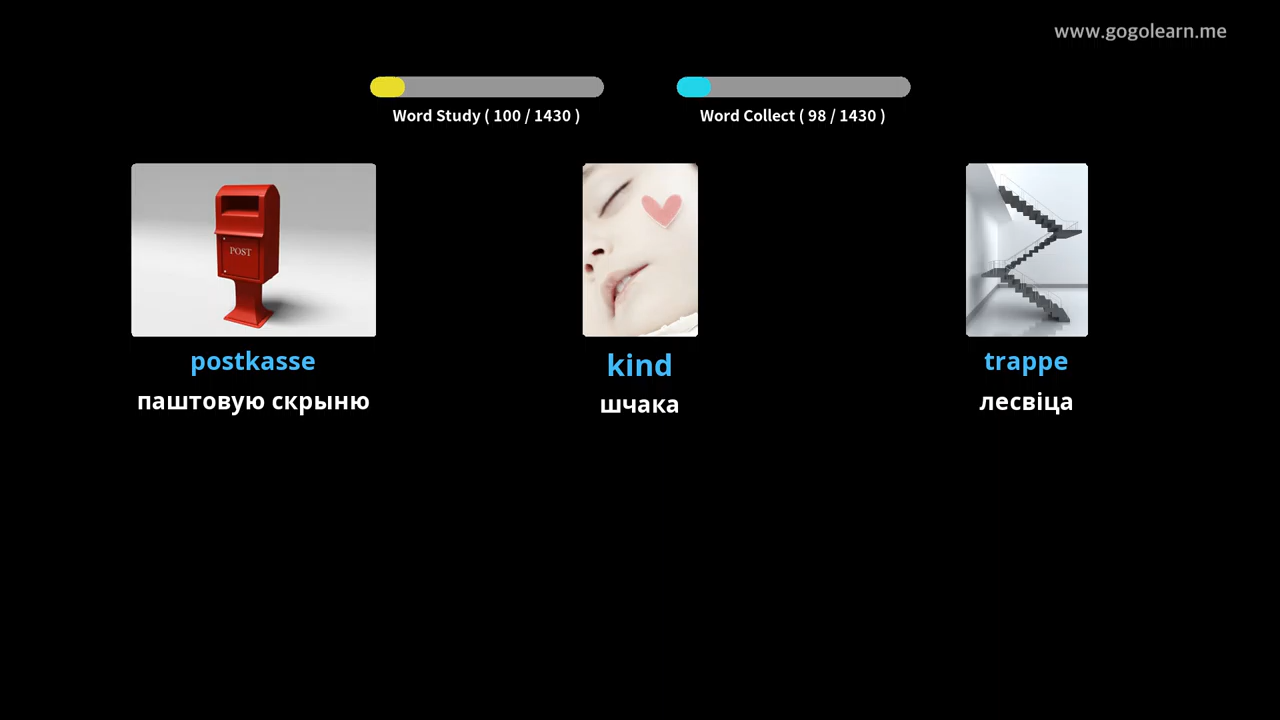 www.gogolearn.me
Word Study ( 100 / 1430 )
Word Collect ( 98 / 1430 )
POST
postkasse
kind
trappe
паштовую скрыню
шчака
лесвіца